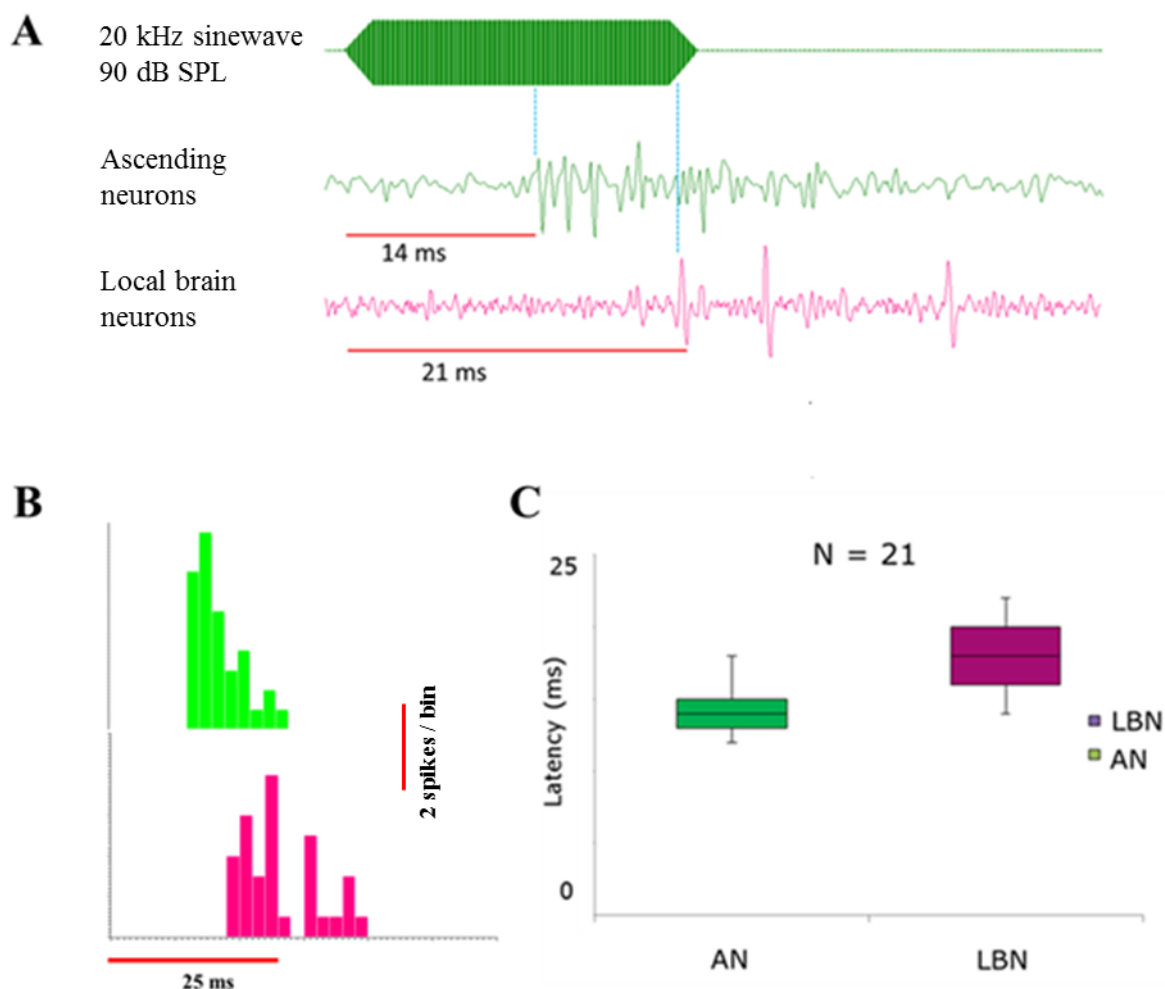 A
20 kHz sinewave
90 dB SPL
Ascending
neurons
14 ms
Local brain
neurons
21 ms
B
2 spikes / bin
25 ms
C
N = 21
25
Latency (ms)
0
LBN
AN
AN
LBN